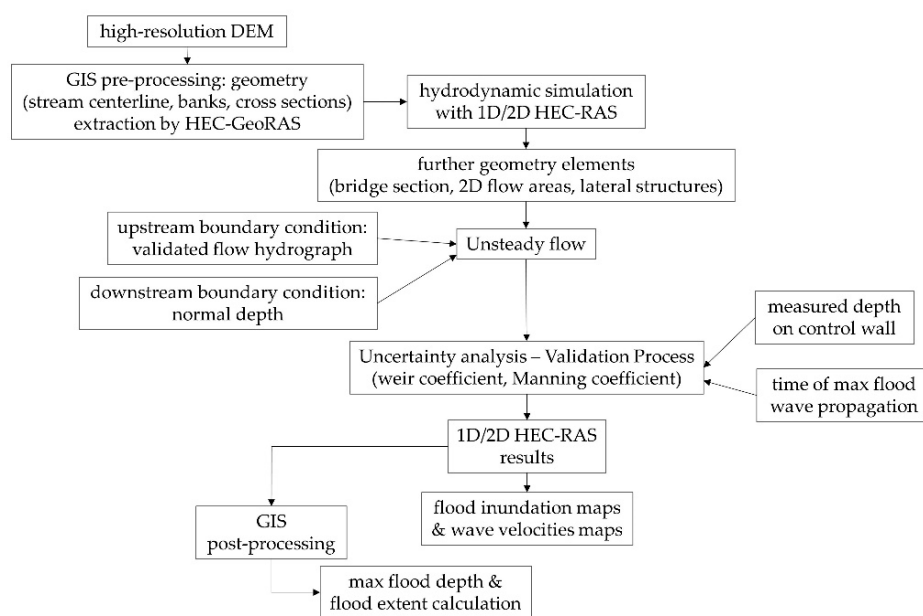 high-resolution DEM
GIS pre-processing: geometry
(stream centerline, banks, cross sections)
extraction by HEC-GeoRAS
hydrodynamic simulation
with 1D/2D HEC-RAS
further geometry elements
(bridge section, 2D flow areas, lateral structures)
upstream boundary condition:
validated flow hydrograph
Unsteady flow
downstream boundary condition:
normal depth
measured depth
on control wall
Uncertainty analysis – Validation Process
(weir coefficient, Manning coefficient)
time of max flood
wave propagation
1D/2D HEC-RAS
results
flood inundation maps
& wave velocities maps
GIS
post-processing
max flood depth &
flood extent calculation